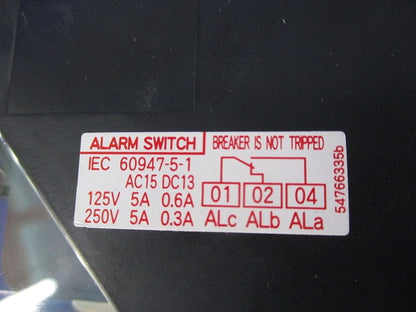 ALARM SWITCH BREAKER IS NOT TRIPPED
IEC 60947-5-1
AC15 DC13
125V 5A 0.6A 01 02 04
250V 5A 0.3A ALc ALb ALa
54766335b